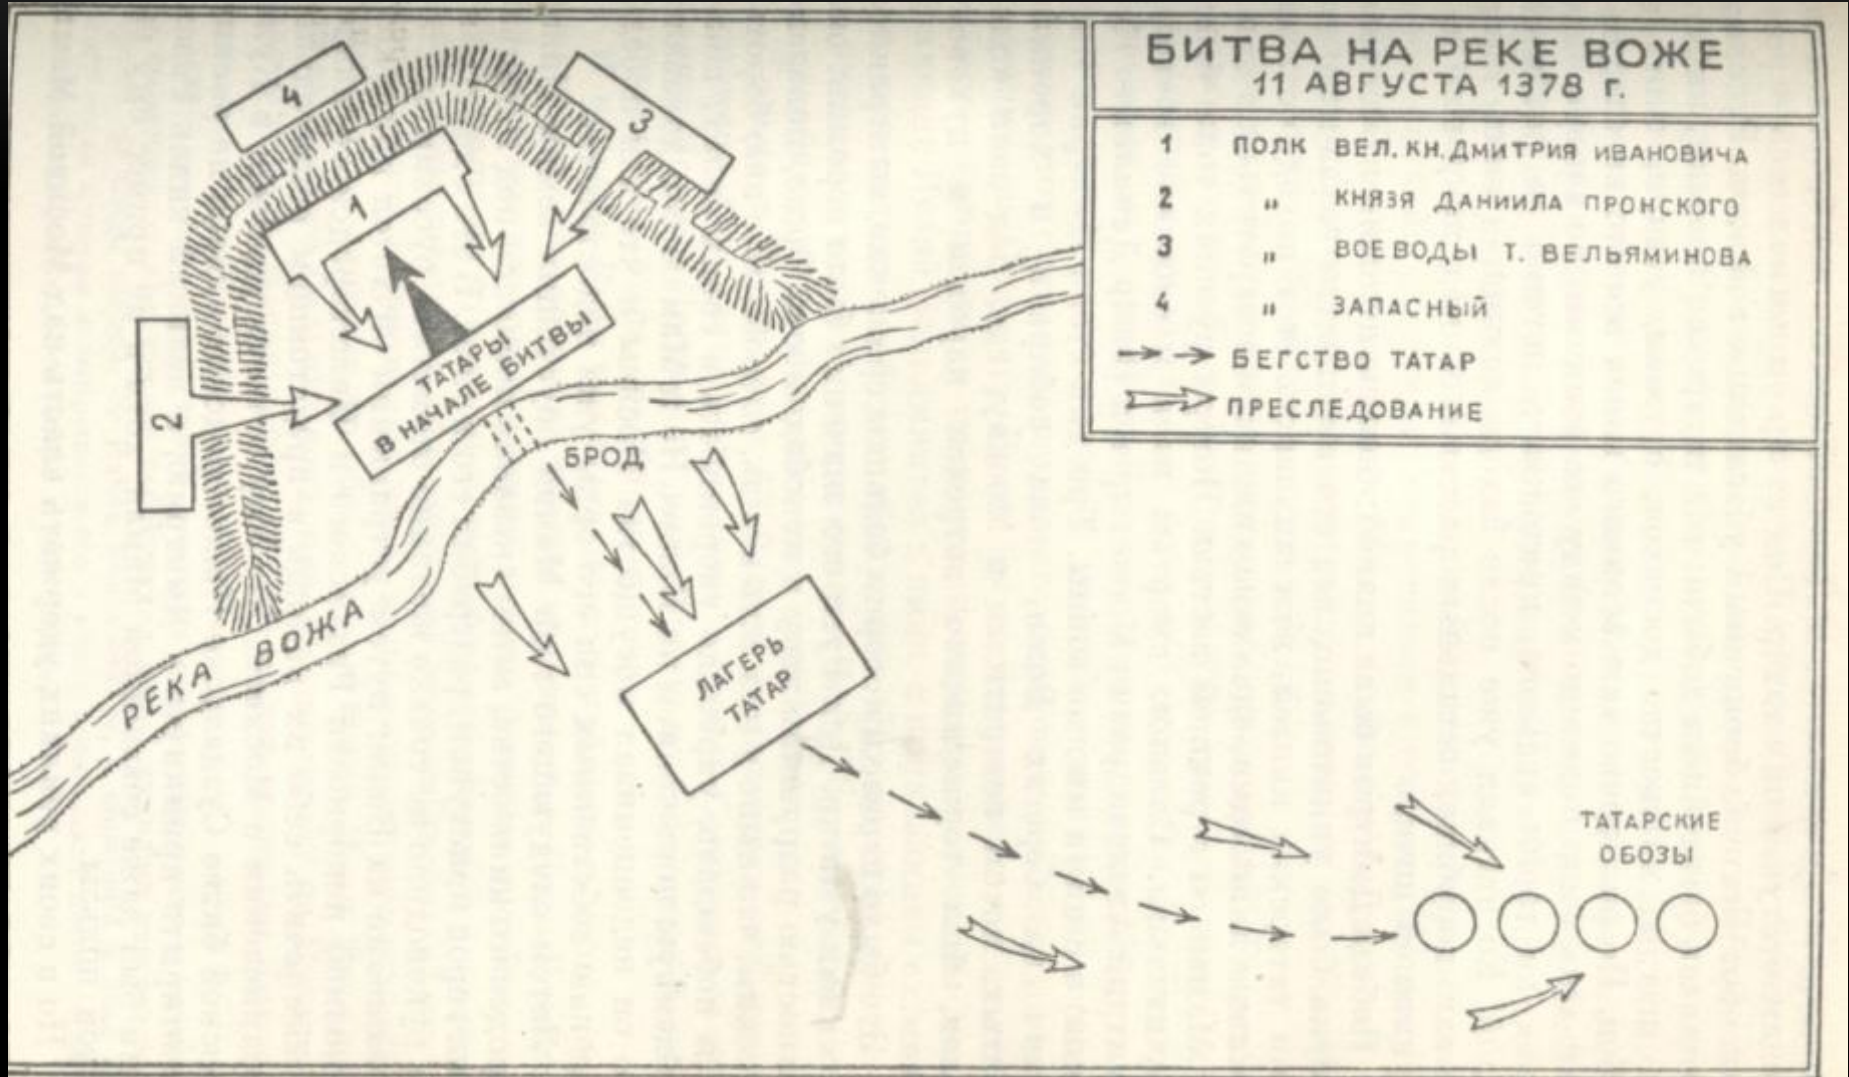 БИТВА НА РЕКЕ ВОЖЕ
11 АВГУСТА 1378 г.
1 ПОЛК ВЕЛ. КН. ДМИТРИЯ ИВАНОВИЧА
2 „ КНЯЗЯ ДАНИИЛА ПРОНСКОГО
3 „ ВОЕВОДЫ Т. ВЕЛЬЯМИНОВА
4 „ ЗАПАСНЫЙ
БЕГСТВО ТАТАР
ПРЕСЛЕДОВАНИЕ
4
3
1
2
ТАТАРЫ
В НАЧАЛЕ БИТВЫ
БРОД
РЕКА ВОЖА
ЛАГЕРЬ
ТАТАР
ТАТАРСКИЕ
ОБОЗЫ